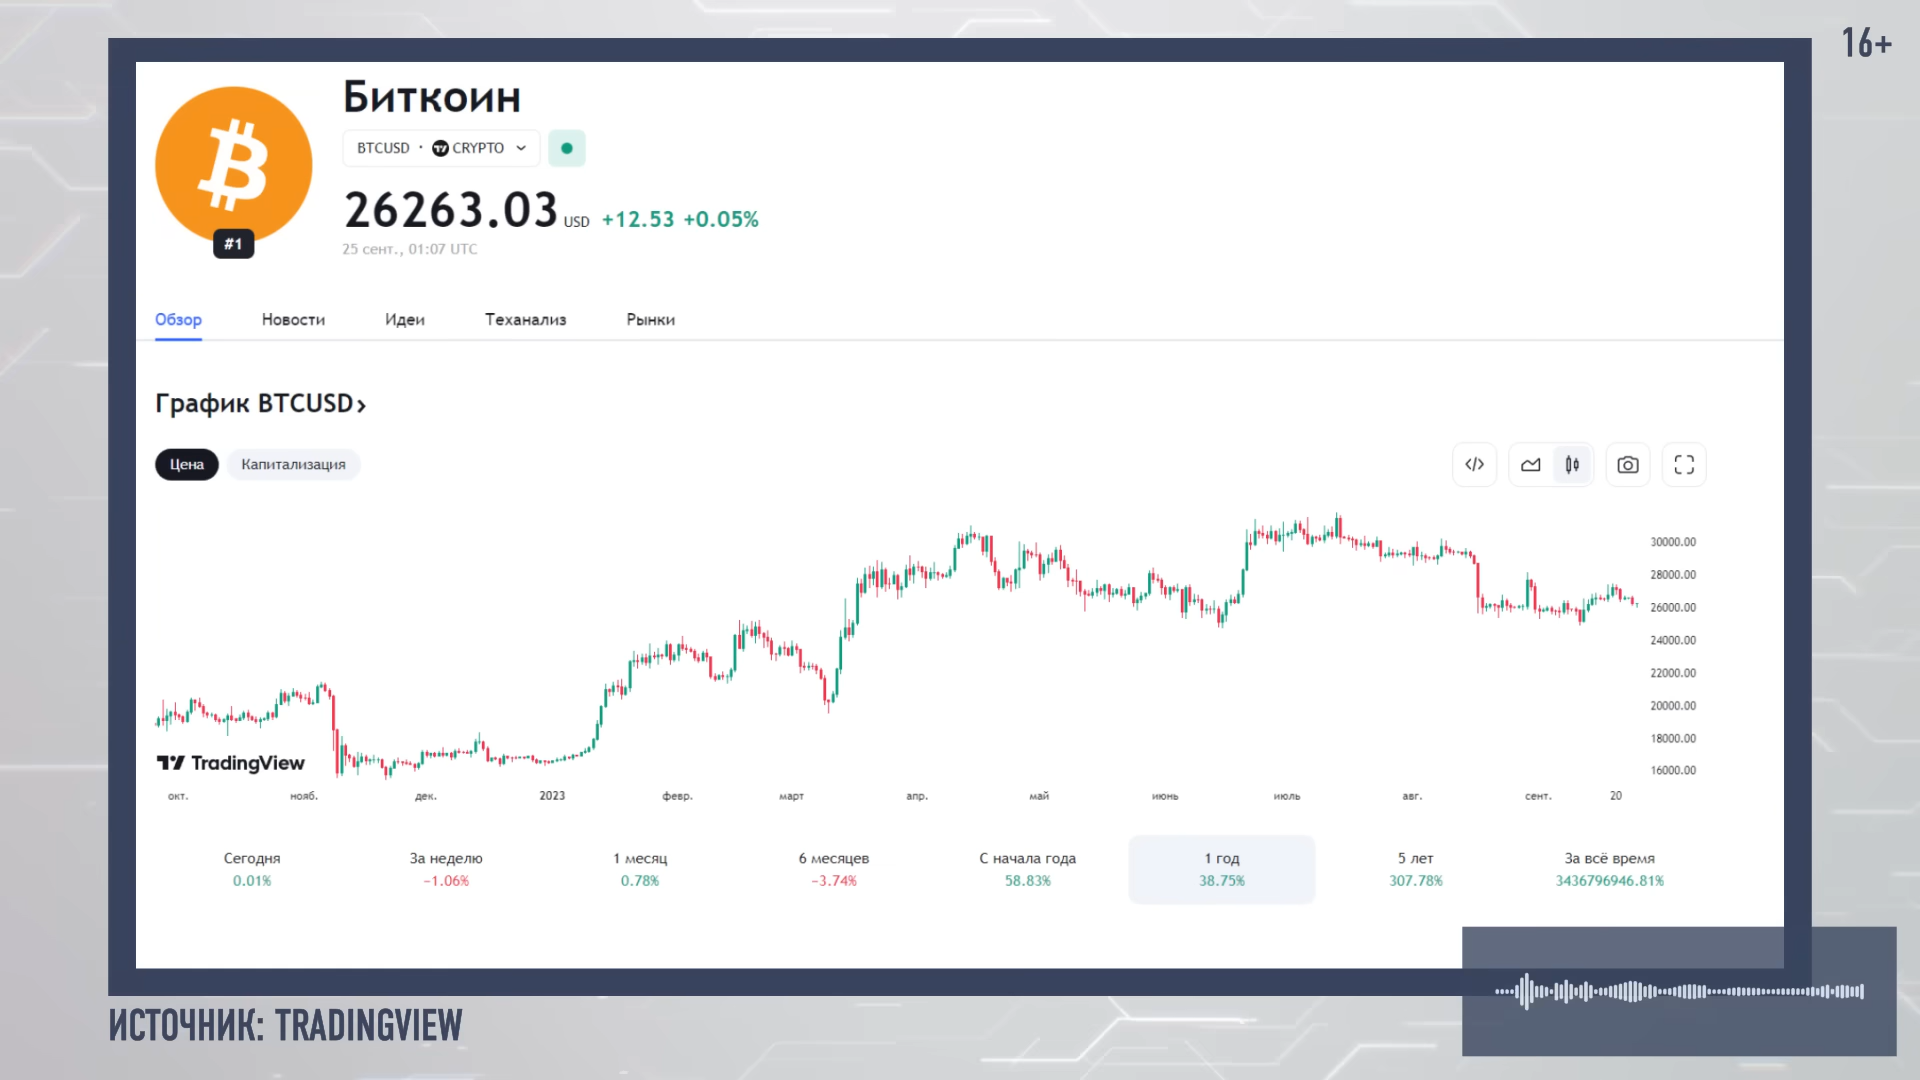 16+
Биткоин
BTCUSD · CRYPTO
26263.03 USD +12.53 +0.05%
#1
25 сент., 01:07 UTC
Обзор Новости Идеи Теханализ Рынки
График BTCUSD
Цена Капитализация
30000.00
28000.00
26000.00
24000.00
22000.00
20000.00
18000.00
16000.00
TradingView
окт. нояб. дек. 2023 февр. март апр. май июнь июль авг. сент. 20
Сегодня За неделю 1 месяц 6 месяцев С начала года 1 год 5 лет За всё время
0.01% −1.06% 0.78% −3.74% 58.83% 38.75% 307.78% 3436796946.81%
ИСТОЧНИК: TRADINGVIEW